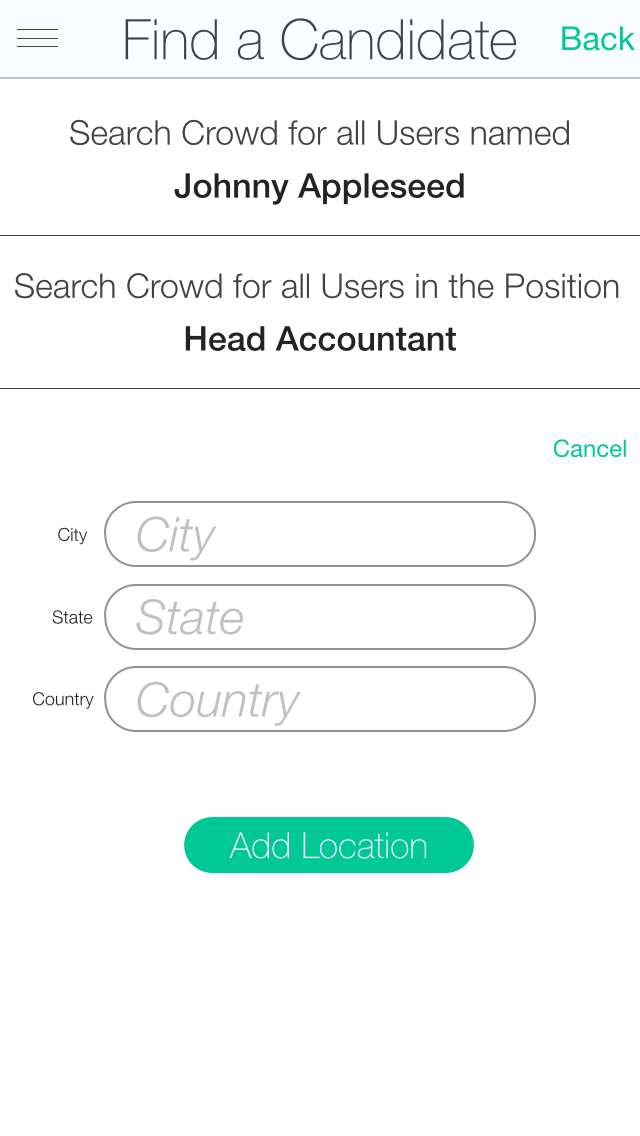 Find a Candidate
Back
Search Crowd for all Users named
Johnny Appleseed
Search Crowd for all Users in the Position
Head Accountant
Cancel
City
City
State
State
Country
Country
Add Location